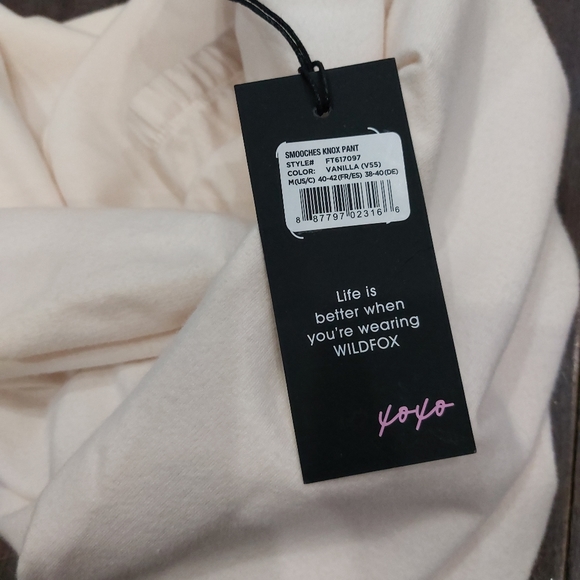 SMOOCHES KNOX PANT
STYLE# FT617097
COLOR: VANILLA (V55)
M(US/C) 40-42(FR/ES) 38-40(DE)
8 87797 02316 6
Life is
better when
you're wearing
WILDFOX
xoxo